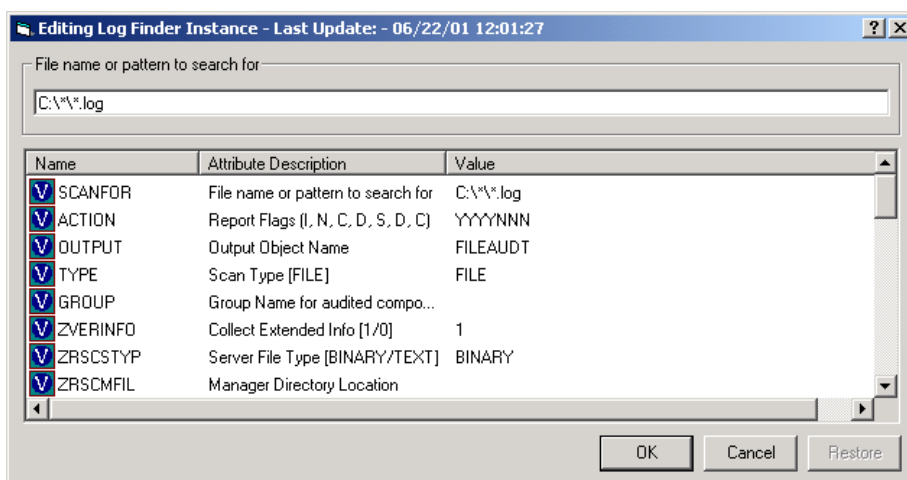 Editing Log Finder Instance - Last Update: - 06/22/01 12:01:27
File name or pattern to search for
C:\*\*.log
Name Attribute Description Value
V SCANFOR File name or pattern to search for C:\*\*.log
V ACTION Report Flags (I, N, C, D, S, D, C) YYYYNNN
V OUTPUT Output Object Name FILEAUDT
V TYPE Scan Type [FILE] FILE
V GROUP Group Name for audited compo...
V ZVERINFO Collect Extended Info [1/0] 1
V ZRSCSTYP Server File Type [BINARY/TEXT] BINARY
V ZRSCMFIL Manager Directory Location
OK Cancel Restore